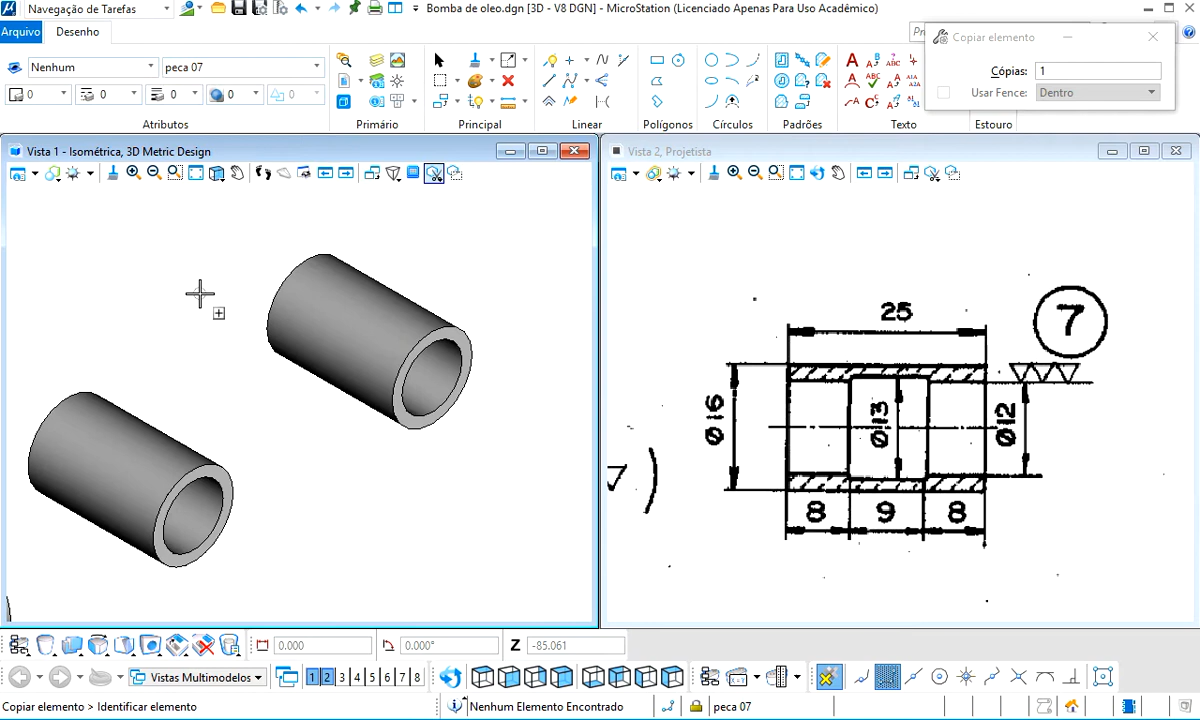 Navegação de Tarefas
Bomba de oleo.dgn [3D - V8 DGN] - MicroStation (Licenciado Apenas Para Uso Acadêmico)
Arquivo
Desenho
Copiar elemento
Nenhum
peca 07
Cópias:
1
0
0
0
0
0
Usar Fence:
Dentro
Atributos
Primário
Principal
Linear
Polígonos
Círculos
Padrões
Texto
Estouro
Vista 1 - Isométrica, 3D Metric Design
Vista 2, Projetista
25
7
Ø16
Ø13
Ø12
8
9
8
0.000
0.000°
Z
-85.061
Vistas Multimodelos
1 2 3 4 5 6 7 8
Copiar elemento > Identificar elemento
Nenhum Elemento Encontrado
peca 07